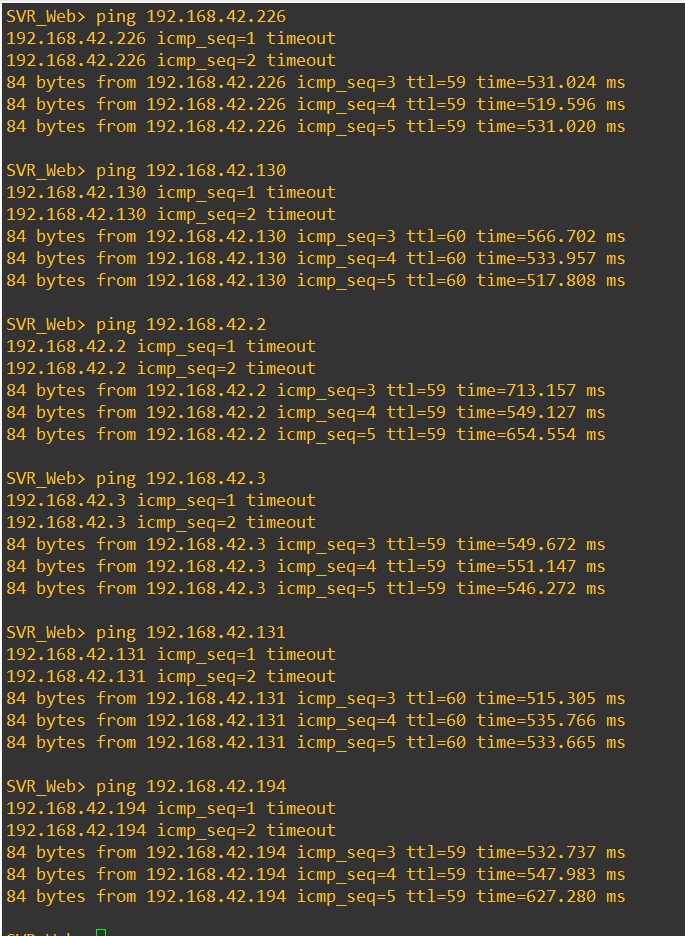 SVR_Web> ping 192.168.42.226
192.168.42.226 icmp_seq=1 timeout
192.168.42.226 icmp_seq=2 timeout
84 bytes from 192.168.42.226 icmp_seq=3 ttl=59 time=531.024 ms
84 bytes from 192.168.42.226 icmp_seq=4 ttl=59 time=519.596 ms
84 bytes from 192.168.42.226 icmp_seq=5 ttl=59 time=531.020 ms
SVR_Web> ping 192.168.42.130
192.168.42.130 icmp_seq=1 timeout
192.168.42.130 icmp_seq=2 timeout
84 bytes from 192.168.42.130 icmp_seq=3 ttl=60 time=566.702 ms
84 bytes from 192.168.42.130 icmp_seq=4 ttl=60 time=533.957 ms
84 bytes from 192.168.42.130 icmp_seq=5 ttl=60 time=517.808 ms
SVR_Web> ping 192.168.42.2
192.168.42.2 icmp_seq=1 timeout
192.168.42.2 icmp_seq=2 timeout
84 bytes from 192.168.42.2 icmp_seq=3 ttl=59 time=713.157 ms
84 bytes from 192.168.42.2 icmp_seq=4 ttl=59 time=549.127 ms
84 bytes from 192.168.42.2 icmp_seq=5 ttl=59 time=654.554 ms
SVR_Web> ping 192.168.42.3
192.168.42.3 icmp_seq=1 timeout
192.168.42.3 icmp_seq=2 timeout
84 bytes from 192.168.42.3 icmp_seq=3 ttl=59 time=549.672 ms
84 bytes from 192.168.42.3 icmp_seq=4 ttl=59 time=551.147 ms
84 bytes from 192.168.42.3 icmp_seq=5 ttl=59 time=546.272 ms
SVR_Web> ping 192.168.42.131
192.168.42.131 icmp_seq=1 timeout
192.168.42.131 icmp_seq=2 timeout
84 bytes from 192.168.42.131 icmp_seq=3 ttl=60 time=515.305 ms
84 bytes from 192.168.42.131 icmp_seq=4 ttl=60 time=535.766 ms
84 bytes from 192.168.42.131 icmp_seq=5 ttl=60 time=533.665 ms
SVR_Web> ping 192.168.42.194
192.168.42.194 icmp_seq=1 timeout
192.168.42.194 icmp_seq=2 timeout
84 bytes from 192.168.42.194 icmp_seq=3 ttl=59 time=532.737 ms
84 bytes from 192.168.42.194 icmp_seq=4 ttl=59 time=547.983 ms
84 bytes from 192.168.42.194 icmp_seq=5 ttl=59 time=627.280 ms